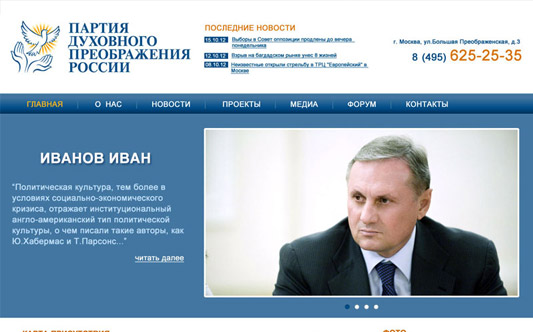 ПАРТИЯ
ДУХОВНОГО
ПРЕОБРАЖЕНИЯ
РОССИИ
ПОСЛЕДНИЕ НОВОСТИ
15.10.12 Выборы в Совет оппозиции продлены до вечера
понедельника
12.10.12 Взрыв на багдадском рынке унес 8 жизней
08.10.12 Неизвестные открыли стрельбу в ТРЦ "Европейский" в
Москве
г. Москва, ул.Большая Преображенская, д.3
8 (495) 625-25-35
ГЛАВНАЯ О НАС НОВОСТИ ПРОЕКТЫ МЕДИА ФОРУМ КОНТАКТЫ
ИВАНОВ ИВАН
"Политическая культура, тем более в
условиях социально-экономического
кризиса, отражает институциональный
англо-американский тип политической
культуры, о чем писали такие авторы, как
Ю.Хабермас и Т.Парсонс..."
читать далее
КАРТА ПРИСУТСТВИЯ
ФОТО